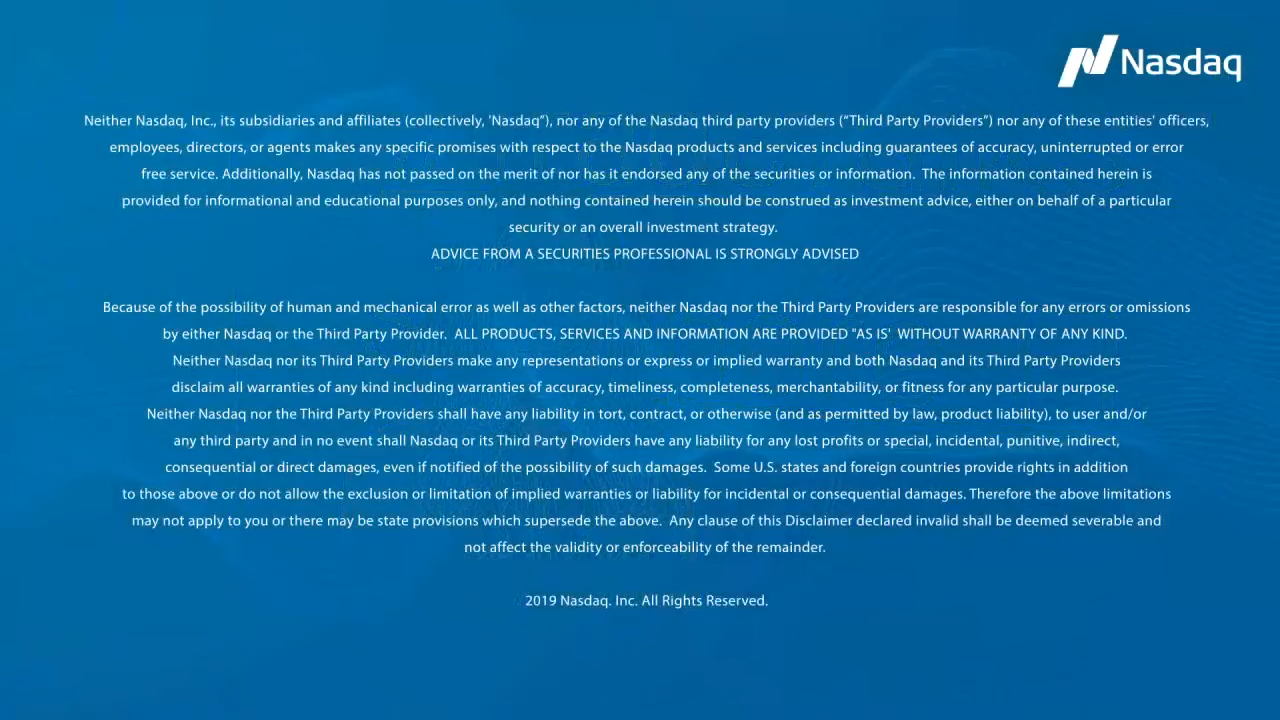 Nasdaq
Neither Nasdaq, Inc., its subsidiaries and affiliates (collectively, 'Nasdaq”), nor any of the Nasdaq third party providers (“Third Party Providers”) nor any of these entities' officers,
employees, directors, or agents makes any specific promises with respect to the Nasdaq products and services including guarantees of accuracy, uninterrupted or error
free service. Additionally, Nasdaq has not passed on the merit of nor has it endorsed any of the securities or information.  The information contained herein is
provided for informational and educational purposes only, and nothing contained herein should be construed as investment advice, either on behalf of a particular
security or an overall investment strategy.
ADVICE FROM A SECURITIES PROFESSIONAL IS STRONGLY ADVISED
Because of the possibility of human and mechanical error as well as other factors, neither Nasdaq nor the Third Party Providers are responsible for any errors or omissions
by either Nasdaq or the Third Party Provider.  ALL PRODUCTS, SERVICES AND INFORMATION ARE PROVIDED "AS IS'  WITHOUT WARRANTY OF ANY KIND.
Neither Nasdaq nor its Third Party Providers make any representations or express or implied warranty and both Nasdaq and its Third Party Providers
disclaim all warranties of any kind including warranties of accuracy, timeliness, completeness, merchantability, or fitness for any particular purpose.
Neither Nasdaq nor the Third Party Providers shall have any liability in tort, contract, or otherwise (and as permitted by law, product liability), to user and/or
any third party and in no event shall Nasdaq or its Third Party Providers have any liability for any lost profits or special, incidental, punitive, indirect,
consequential or direct damages, even if notified of the possibility of such damages.  Some U.S. states and foreign countries provide rights in addition
to those above or do not allow the exclusion or limitation of implied warranties or liability for incidental or consequential damages. Therefore the above limitations
may not apply to you or there may be state provisions which supersede the above.  Any clause of this Disclaimer declared invalid shall be deemed severable and
not affect the validity or enforceability of the remainder.
2019 Nasdaq. Inc. All Rights Reserved.